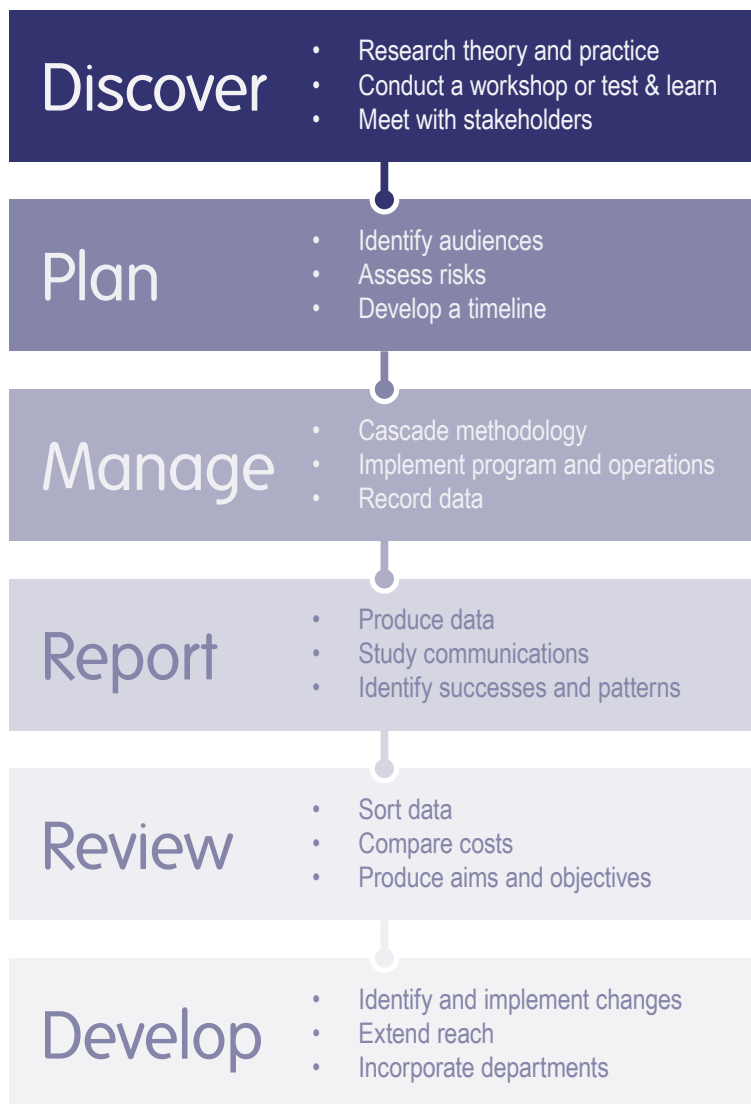 Discover
• Research theory and practice
• Conduct a workshop or test & learn
• Meet with stakeholders
Plan
• Identify audiences
• Assess risks
• Develop a timeline
Manage
• Cascade methodology
• Implement program and operations
• Record data
Report
• Produce data
• Study communications
• Identify successes and patterns
Review
• Sort data
• Compare costs
• Produce aims and objectives
Develop
• Identify and implement changes
• Extend reach
• Incorporate departments